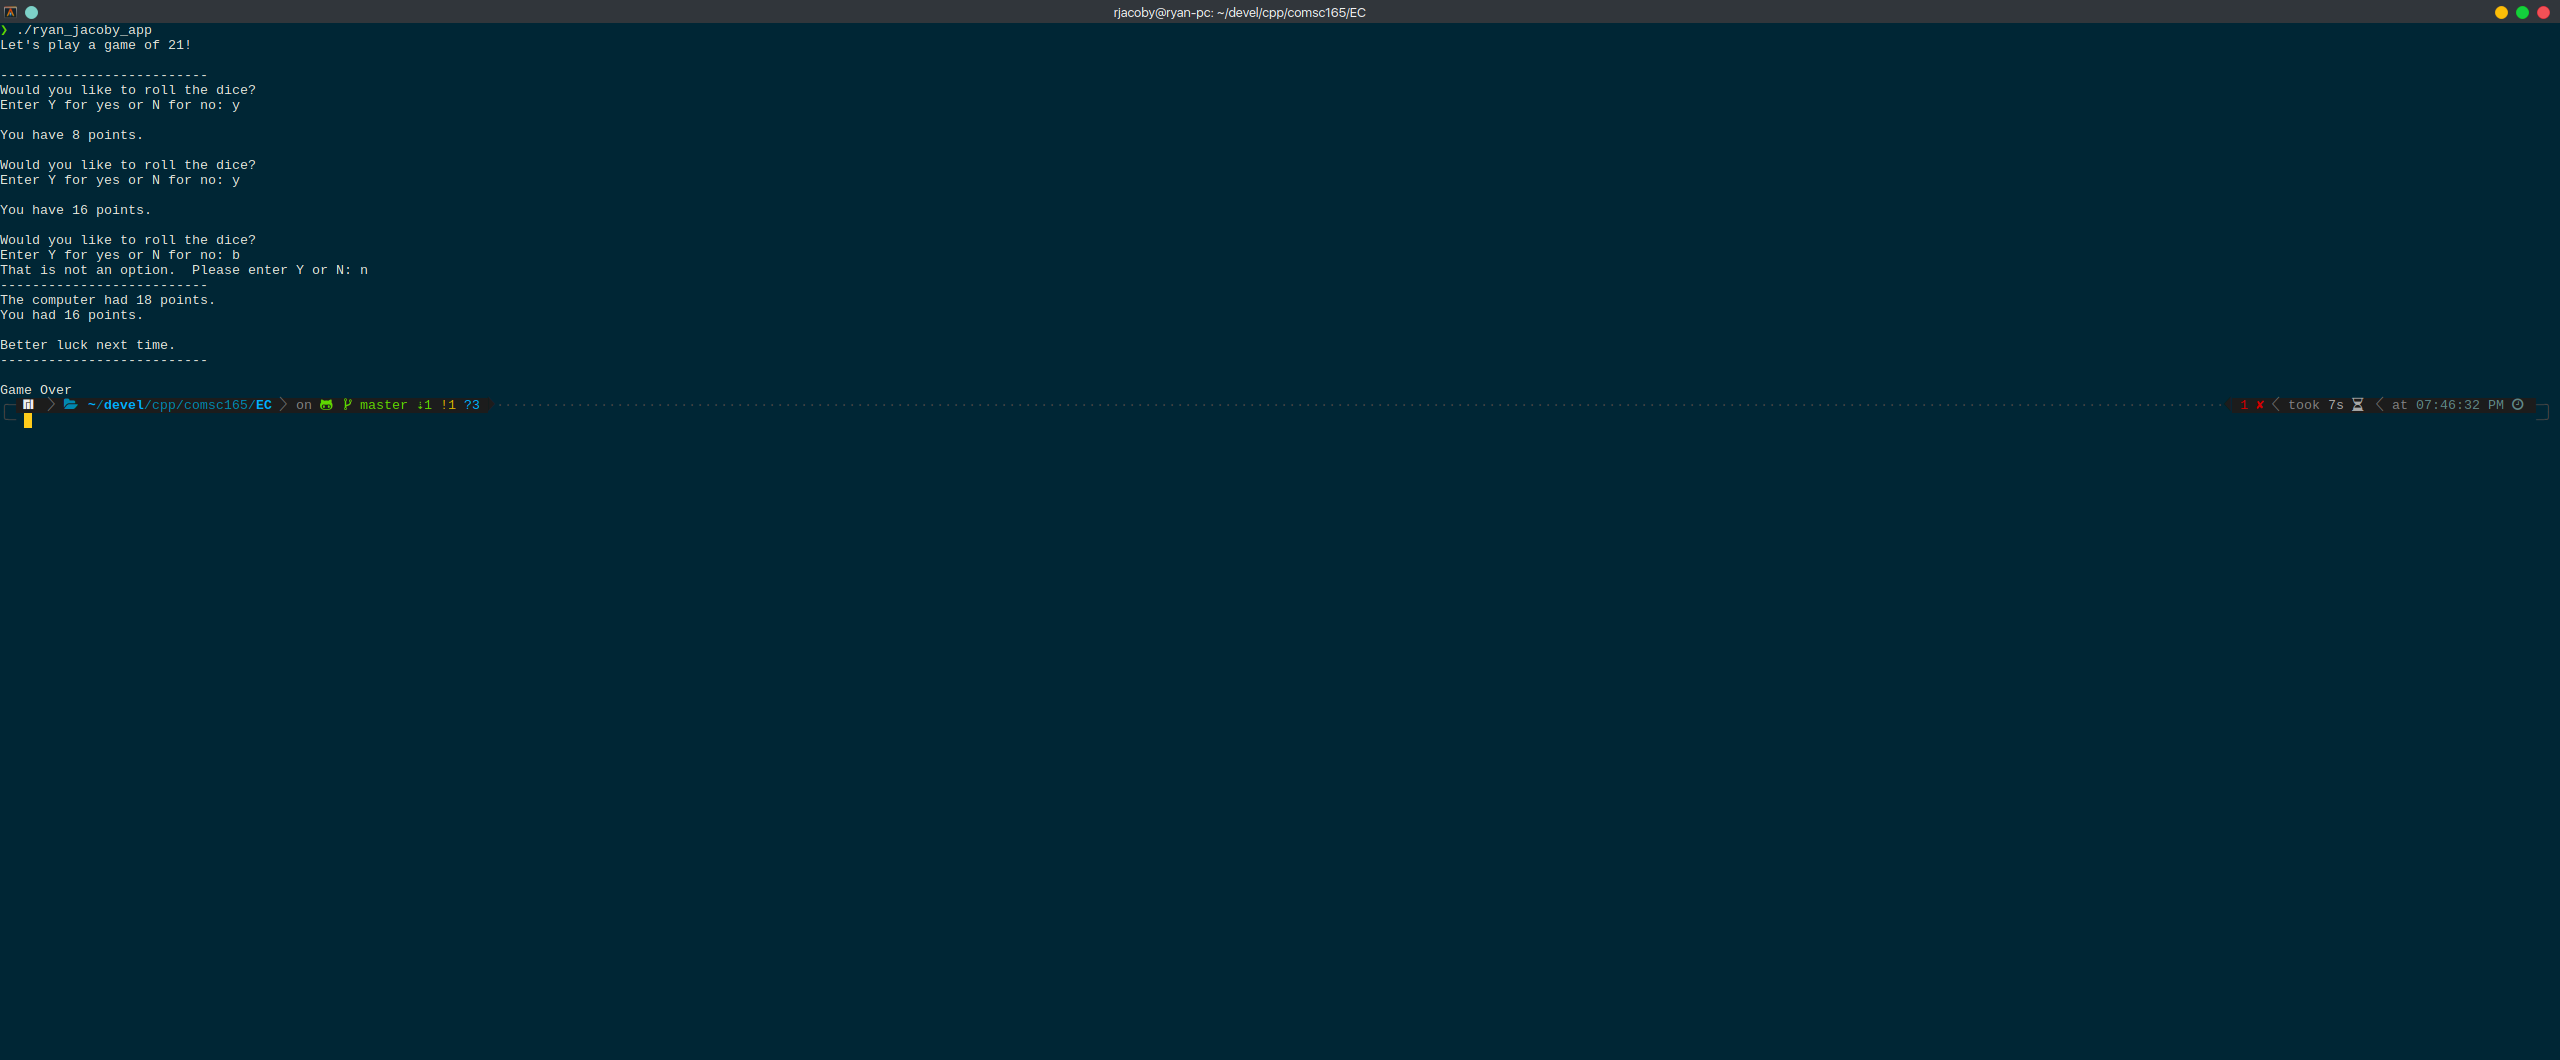 rjacoby@ryan-pc: ~/devel/cpp/comsc165/EC
❯ ./ryan_jacoby_app
Let's play a game of 21!
--------------------------
Would you like to roll the dice?
Enter Y for yes or N for no: y
You have 8 points.
Would you like to roll the dice?
Enter Y for yes or N for no: y
You have 16 points.
Would you like to roll the dice?
Enter Y for yes or N for no: b
That is not an option.  Please enter Y or N: n
--------------------------
The computer had 18 points.
You had 16 points.
Better luck next time.
--------------------------
Game Over
~/devel/cpp/comsc165/EC on master ⇣1 !1 ?3 1 ✘ took 7s at 07:46:32 PM